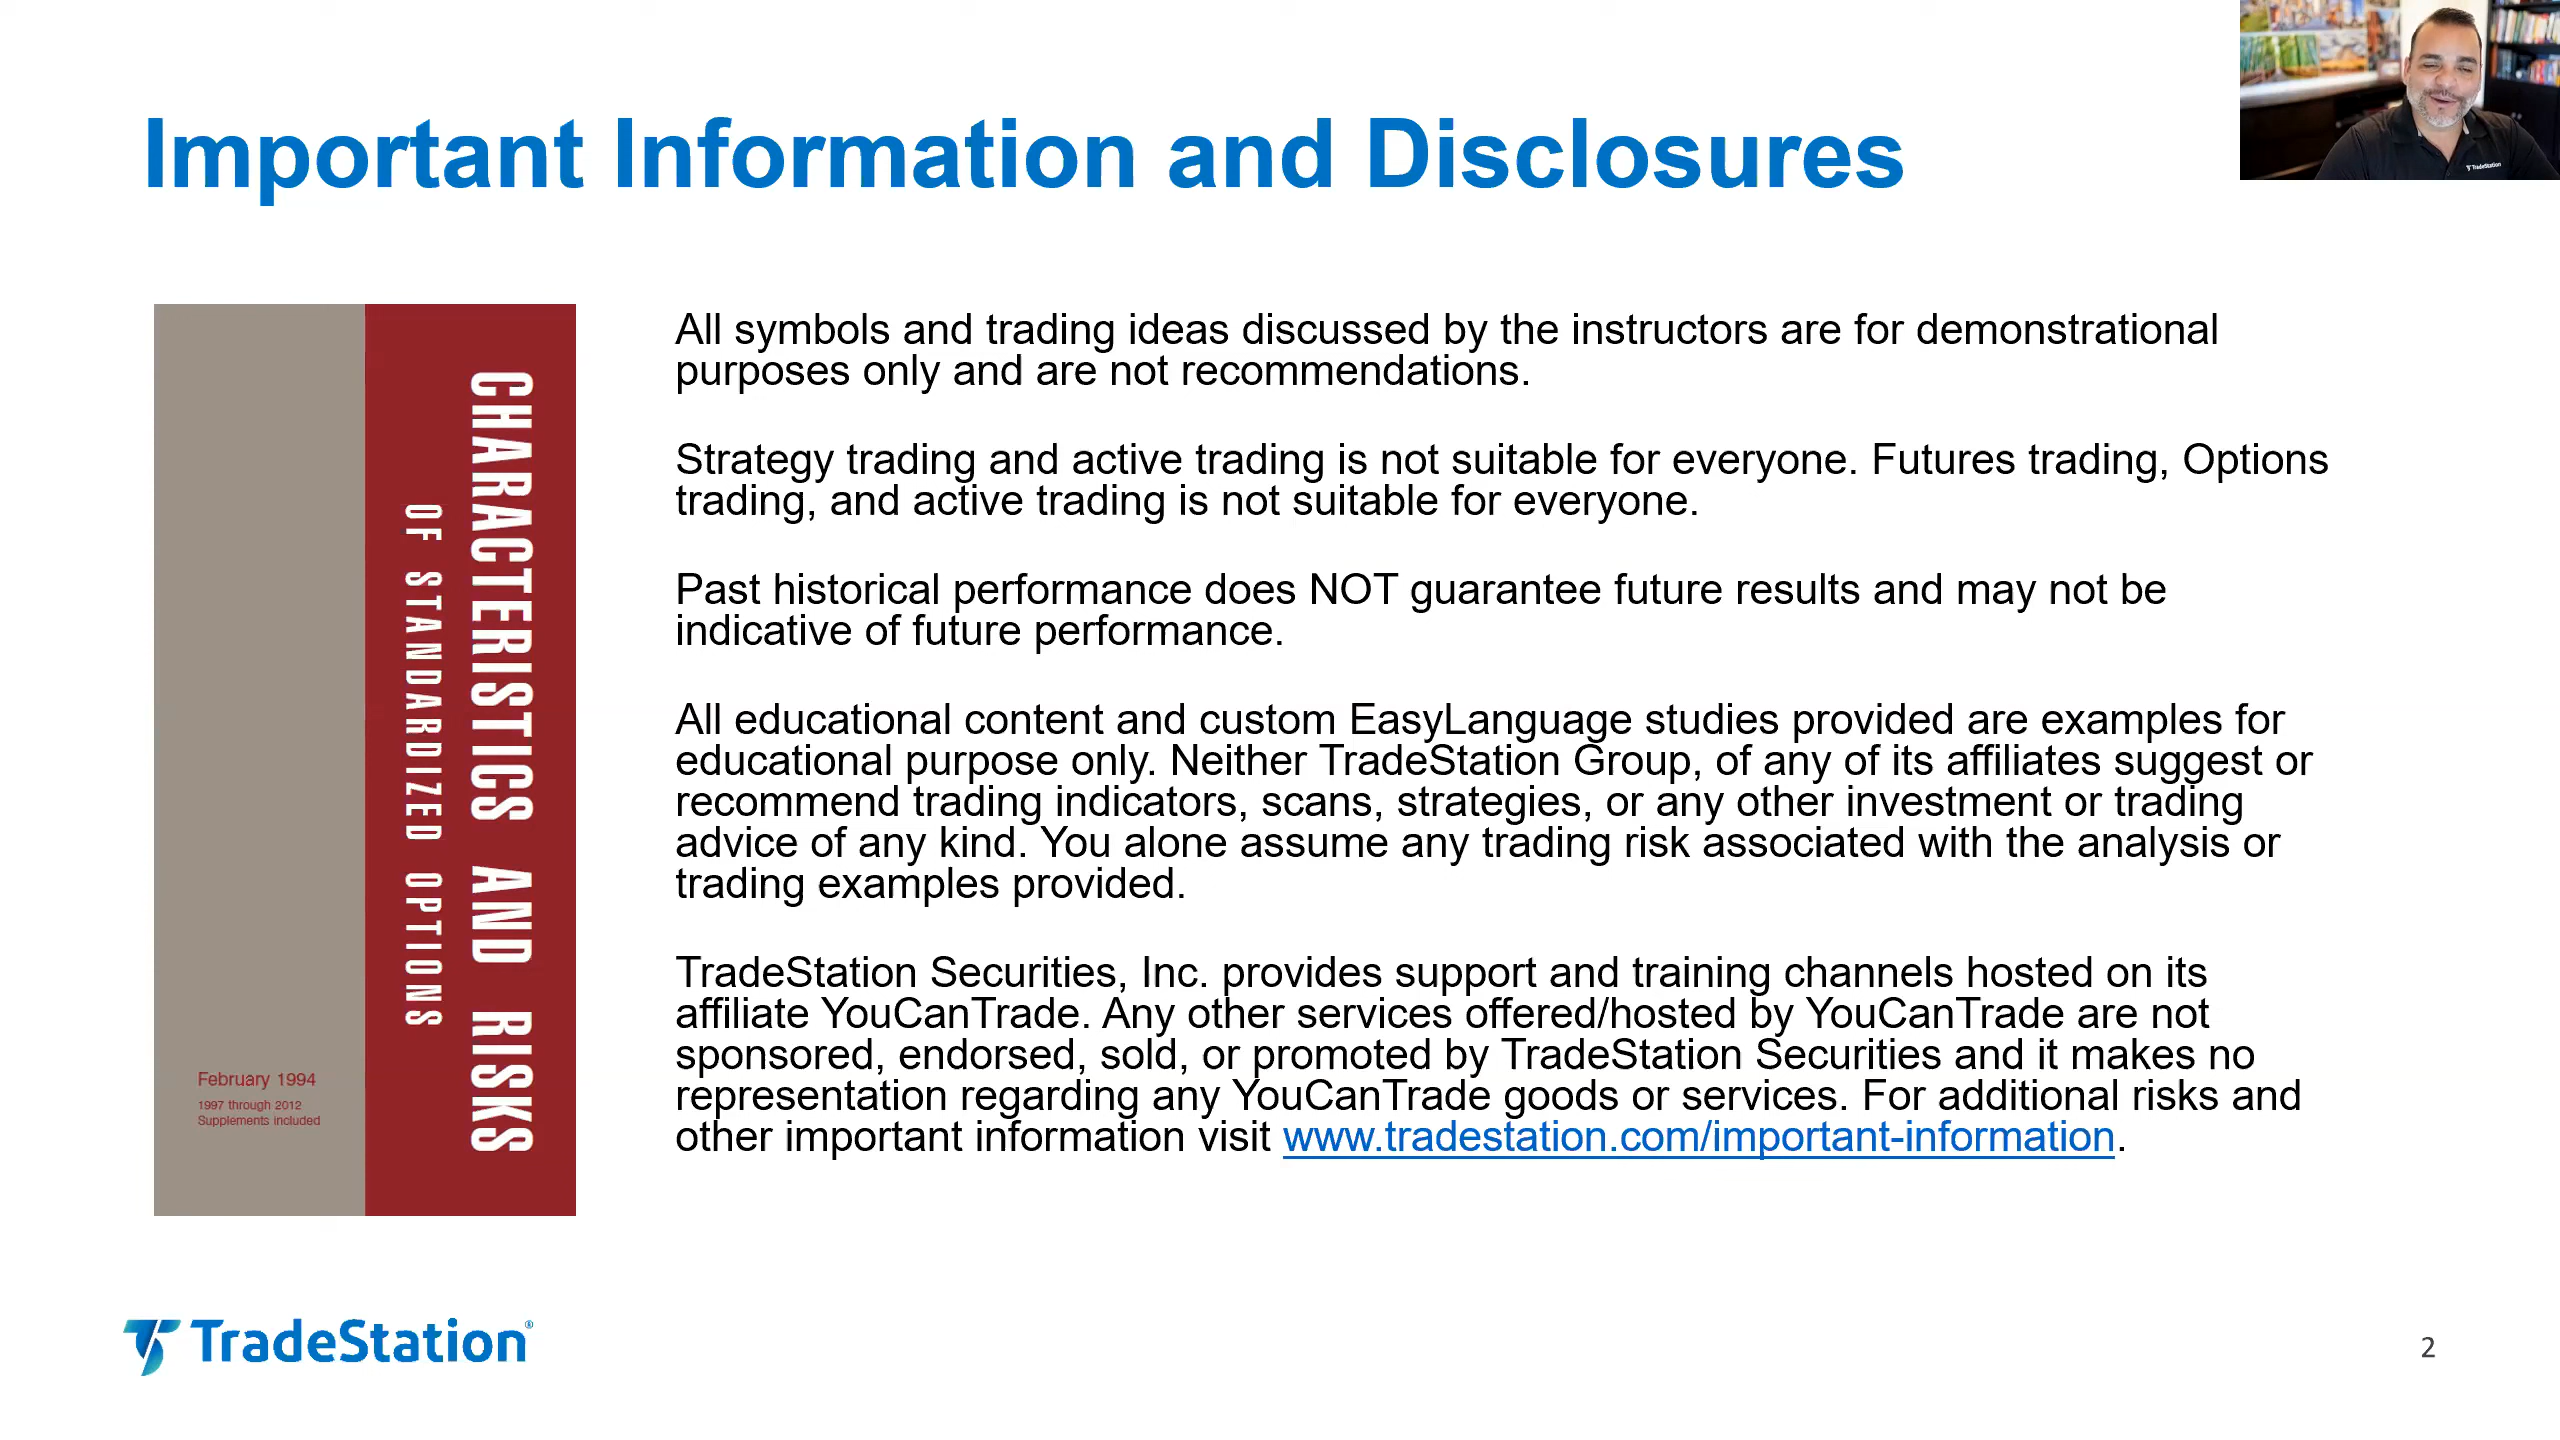 Important Information and Disclosures
TradeStation
CHARACTERISTICS AND RISKS
OF STANDARDIZED OPTIONS
February 1994
1997 through 2012
Supplements included
All symbols and trading ideas discussed by the instructors are for demonstrational
purposes only and are not recommendations.
Strategy trading and active trading is not suitable for everyone. Futures trading, Options
trading, and active trading is not suitable for everyone.
Past historical performance does NOT guarantee future results and may not be
indicative of future performance.
All educational content and custom EasyLanguage studies provided are examples for
educational purpose only. Neither TradeStation Group, of any of its affiliates suggest or
recommend trading indicators, scans, strategies, or any other investment or trading
advice of any kind. You alone assume any trading risk associated with the analysis or
trading examples provided.
TradeStation Securities, Inc. provides support and training channels hosted on its
affiliate YouCanTrade. Any other services offered/hosted by YouCanTrade are not
sponsored, endorsed, sold, or promoted by TradeStation Securities and it makes no
representation regarding any YouCanTrade goods or services. For additional risks and
other important information visit www.tradestation.com/important-information.
TradeStation®
2